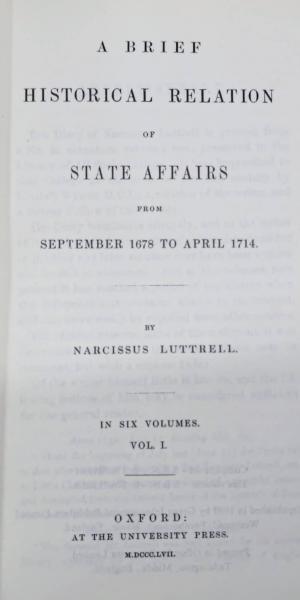 A BRIEF
HISTORICAL RELATION
OF
STATE AFFAIRS
FROM
SEPTEMBER 1678 TO APRIL 1714.
BY
NARCISSUS LUTTRELL.
IN SIX VOLUMES.
VOL. I.
OXFORD:
AT THE UNIVERSITY PRESS.
M.DCCC.LVII.